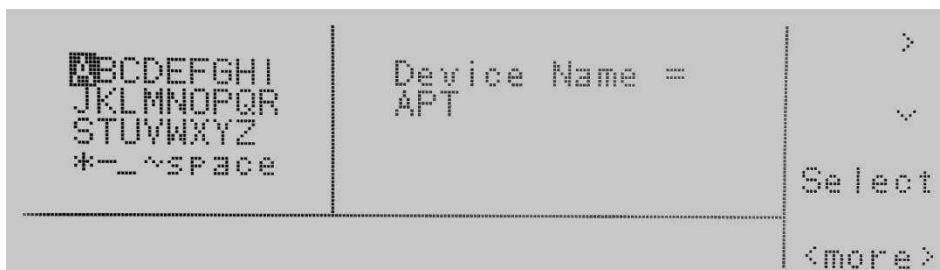 ABCDEFGHI
JKLMNOPQR
STUVWXYZ
*-_~space
Device Name =
APT
>
⌄
Select
<more>